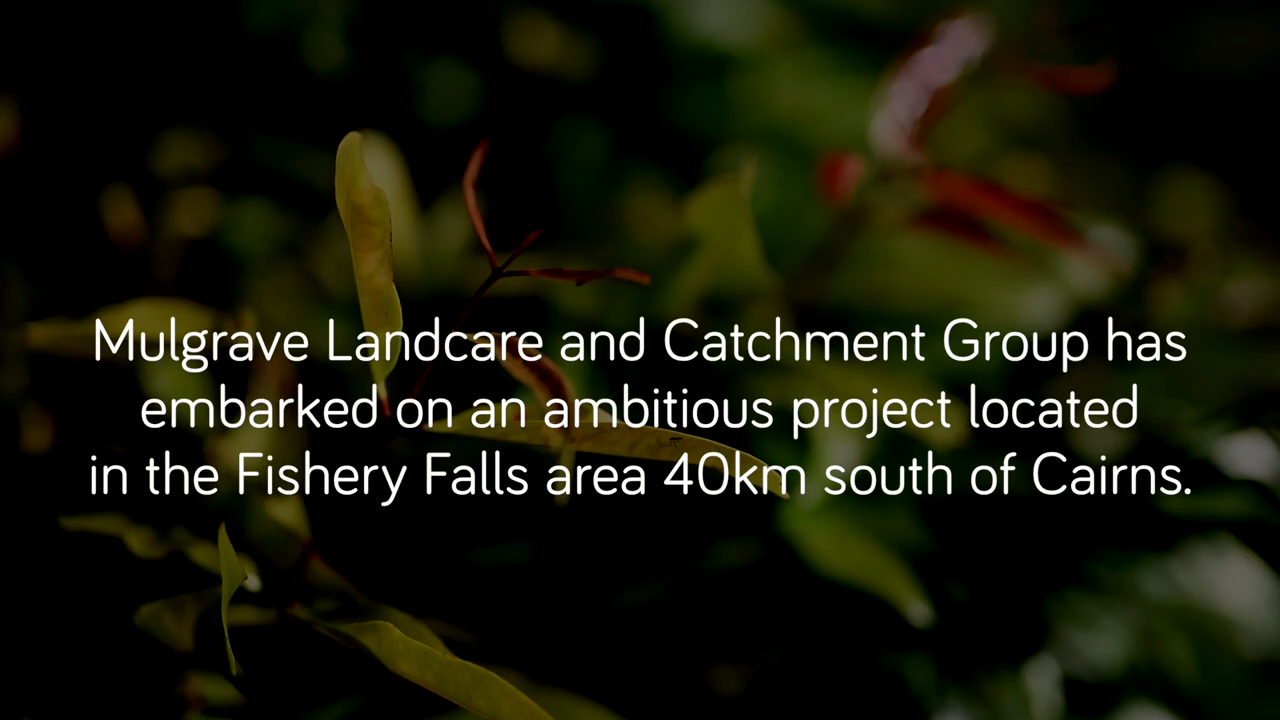 Mulgrave Landcare and Catchment Group has
embarked on an ambitious project located
in the Fishery Falls area 40km south of Cairns.